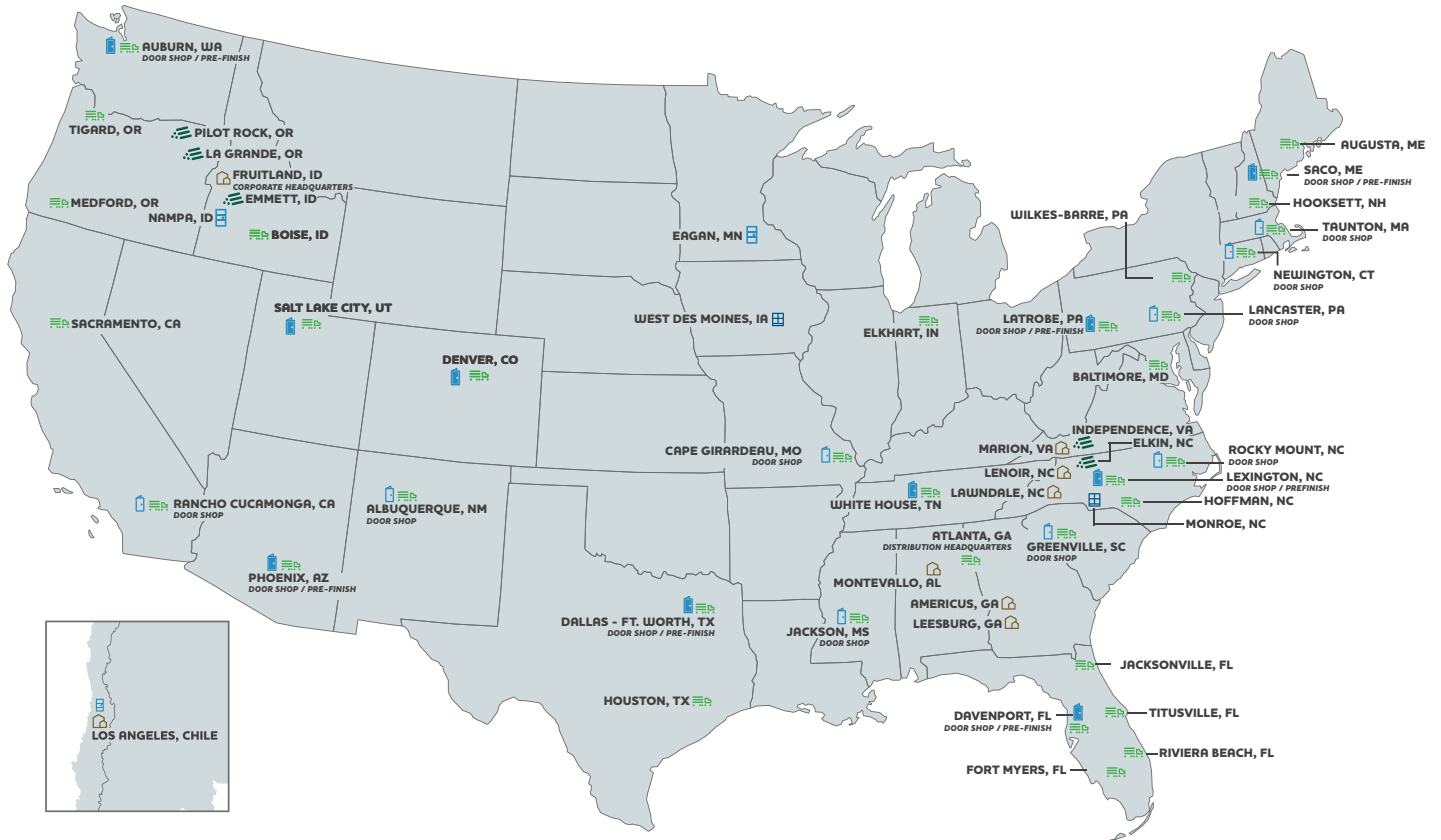 AUBURN, WA
DOOR SHOP / PRE-FINISH
TIGARD, OR
PILOT ROCK, OR
LA GRANDE, OR
FRUITLAND, ID
CORPORATE HEADQUARTERS
EMMETT, ID
MEDFORD, OR
NAMPA, ID
BOISE, ID
SACRAMENTO, CA
SALT LAKE CITY, UT
DENVER, CO
RANCHO CUCAMONGA, CA
DOOR SHOP
ALBUQUERQUE, NM
DOOR SHOP
PHOENIX, AZ
DOOR SHOP / PRE-FINISH
LOS ANGELES, CHILE
EAGAN, MN
WEST DES MOINES, IA
ELKHART, IN
CAPE GIRARDEAU, MO
DOOR SHOP
DALLAS - FT. WORTH, TX
DOOR SHOP / PRE-FINISH
HOUSTON, TX
JACKSON, MS
DOOR SHOP
WHITE HOUSE, TN
ATLANTA, GA
DISTRIBUTION HEADQUARTERS
MONTEVALLO, AL
AMERICUS, GA
LEESBURG, GA
AUGUSTA, ME
SACO, ME
DOOR SHOP / PRE-FINISH
HOOKSETT, NH
TAUNTON, MA
DOOR SHOP
NEWINGTON, CT
DOOR SHOP
WILKES-BARRE, PA
LANCASTER, PA
DOOR SHOP
LATROBE, PA
DOOR SHOP / PRE-FINISH
BALTIMORE, MD
INDEPENDENCE, VA
MARION, VA
ELKIN, NC
LENOIR, NC
LAWNDALE, NC
ROCKY MOUNT, NC
DOOR SHOP
LEXINGTON, NC
DOOR SHOP / PREFINISH
HOFFMAN, NC
MONROE, NC
GREENVILLE, SC
DOOR SHOP
JACKSONVILLE, FL
DAVENPORT, FL
DOOR SHOP / PRE-FINISH
TITUSVILLE, FL
RIVIERA BEACH, FL
FORT MYERS, FL